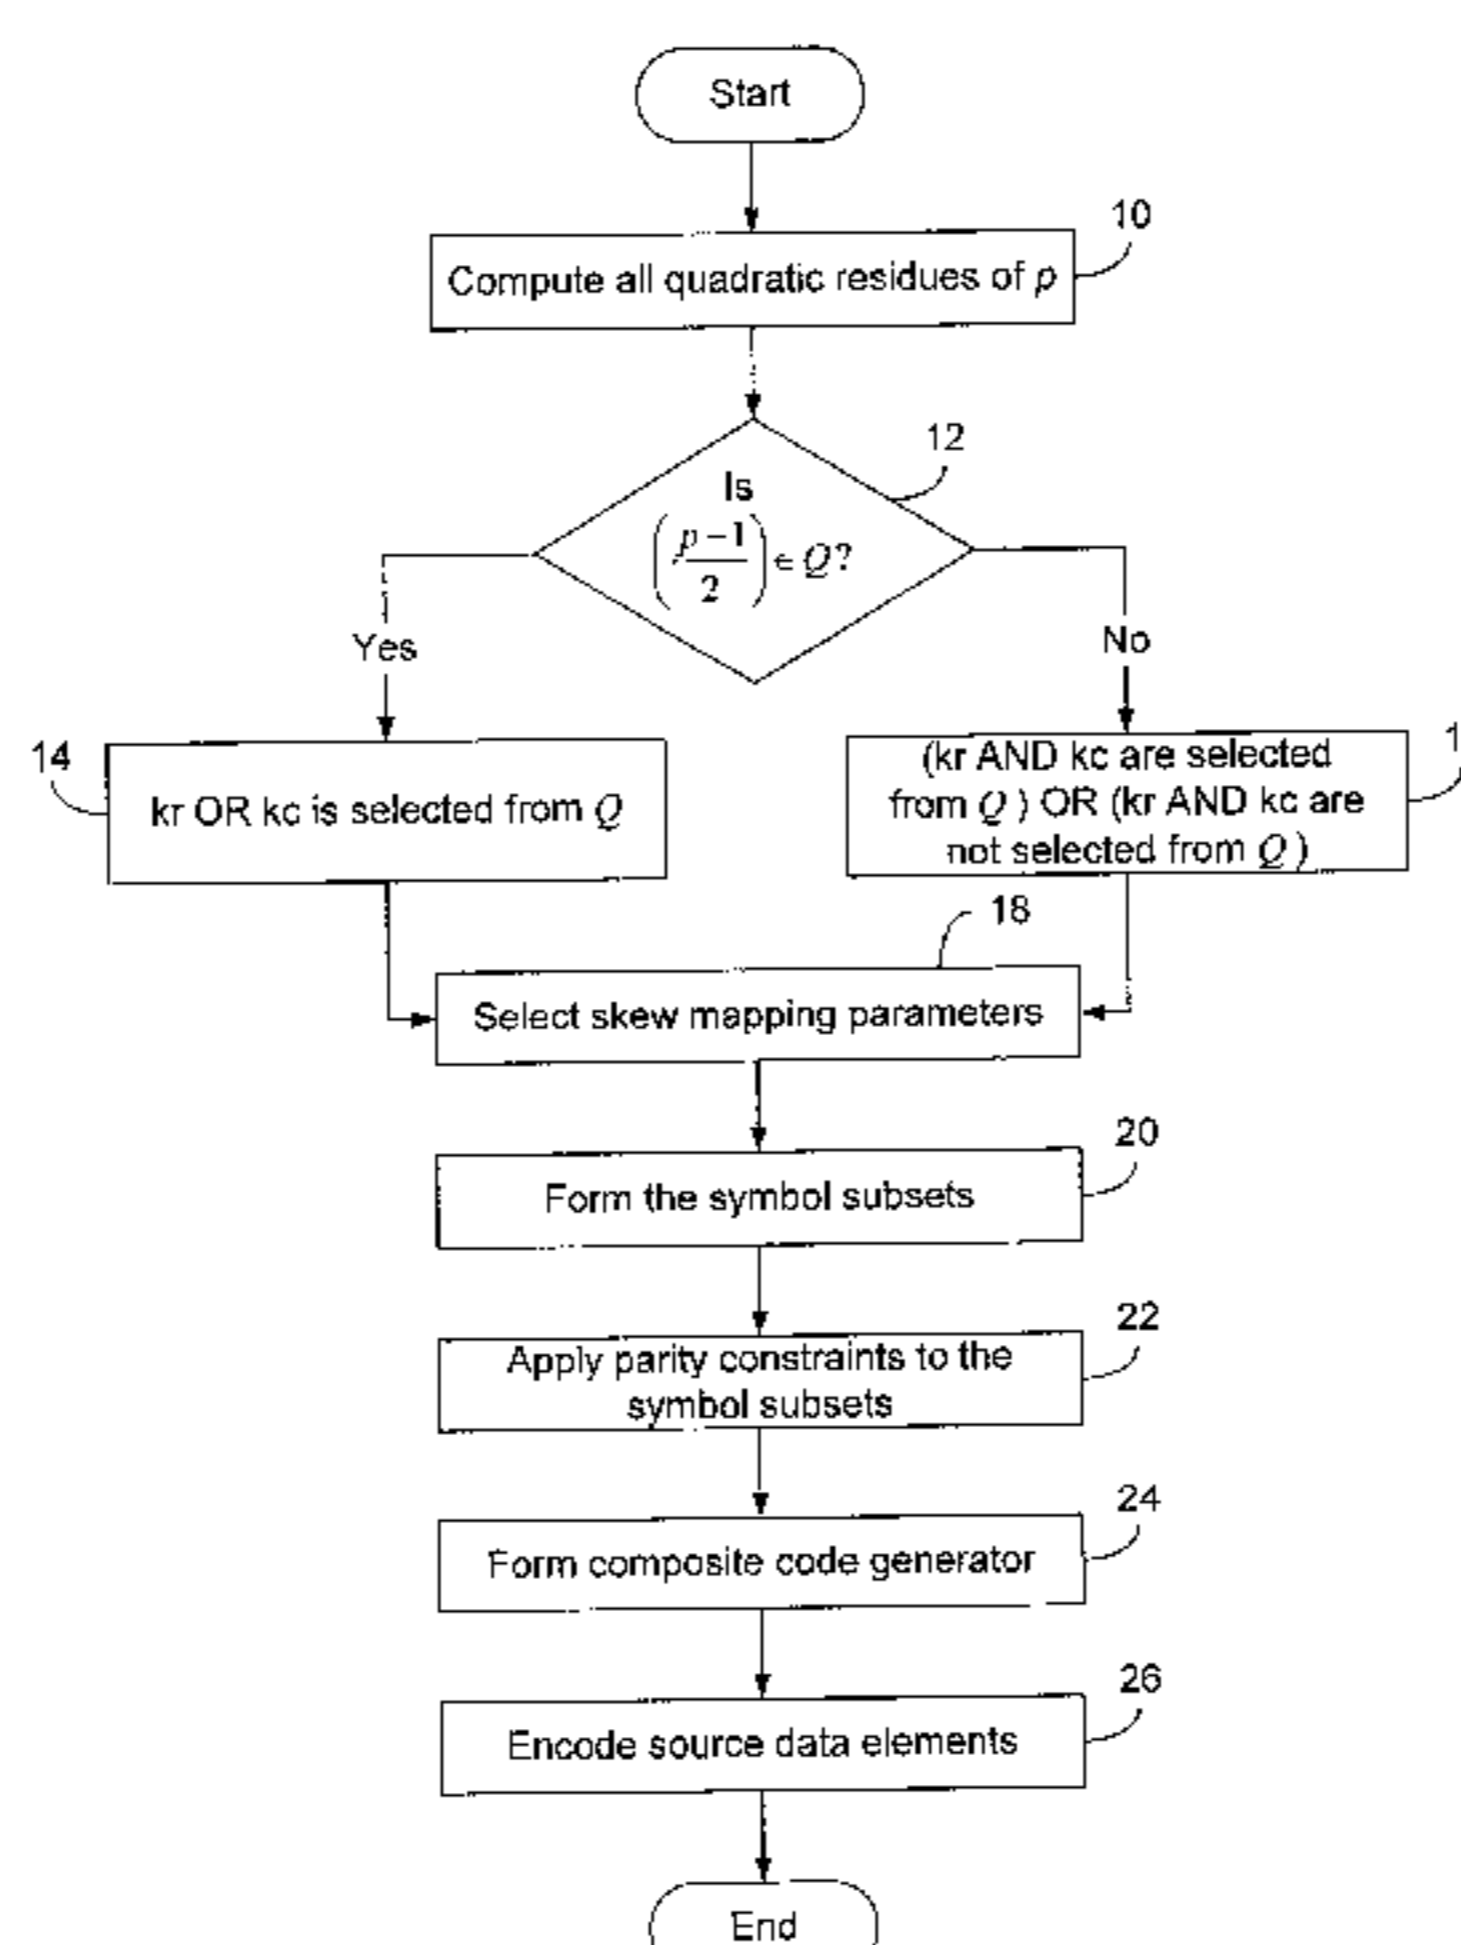 Start
10
Compute all quadratic residues of p
12
Is
(p-1/2) ∈ Q?
Yes
No
14
kr OR kc is selected from Q
1
(kr AND kc are selected
from Q ) OR (kr AND kc are
not selected from Q )
18
Select skew mapping parameters
20
Form the symbol subsets
22
Apply parity constraints to the
symbol subsets
24
Form composite code generator
26
Encode source data elements
End